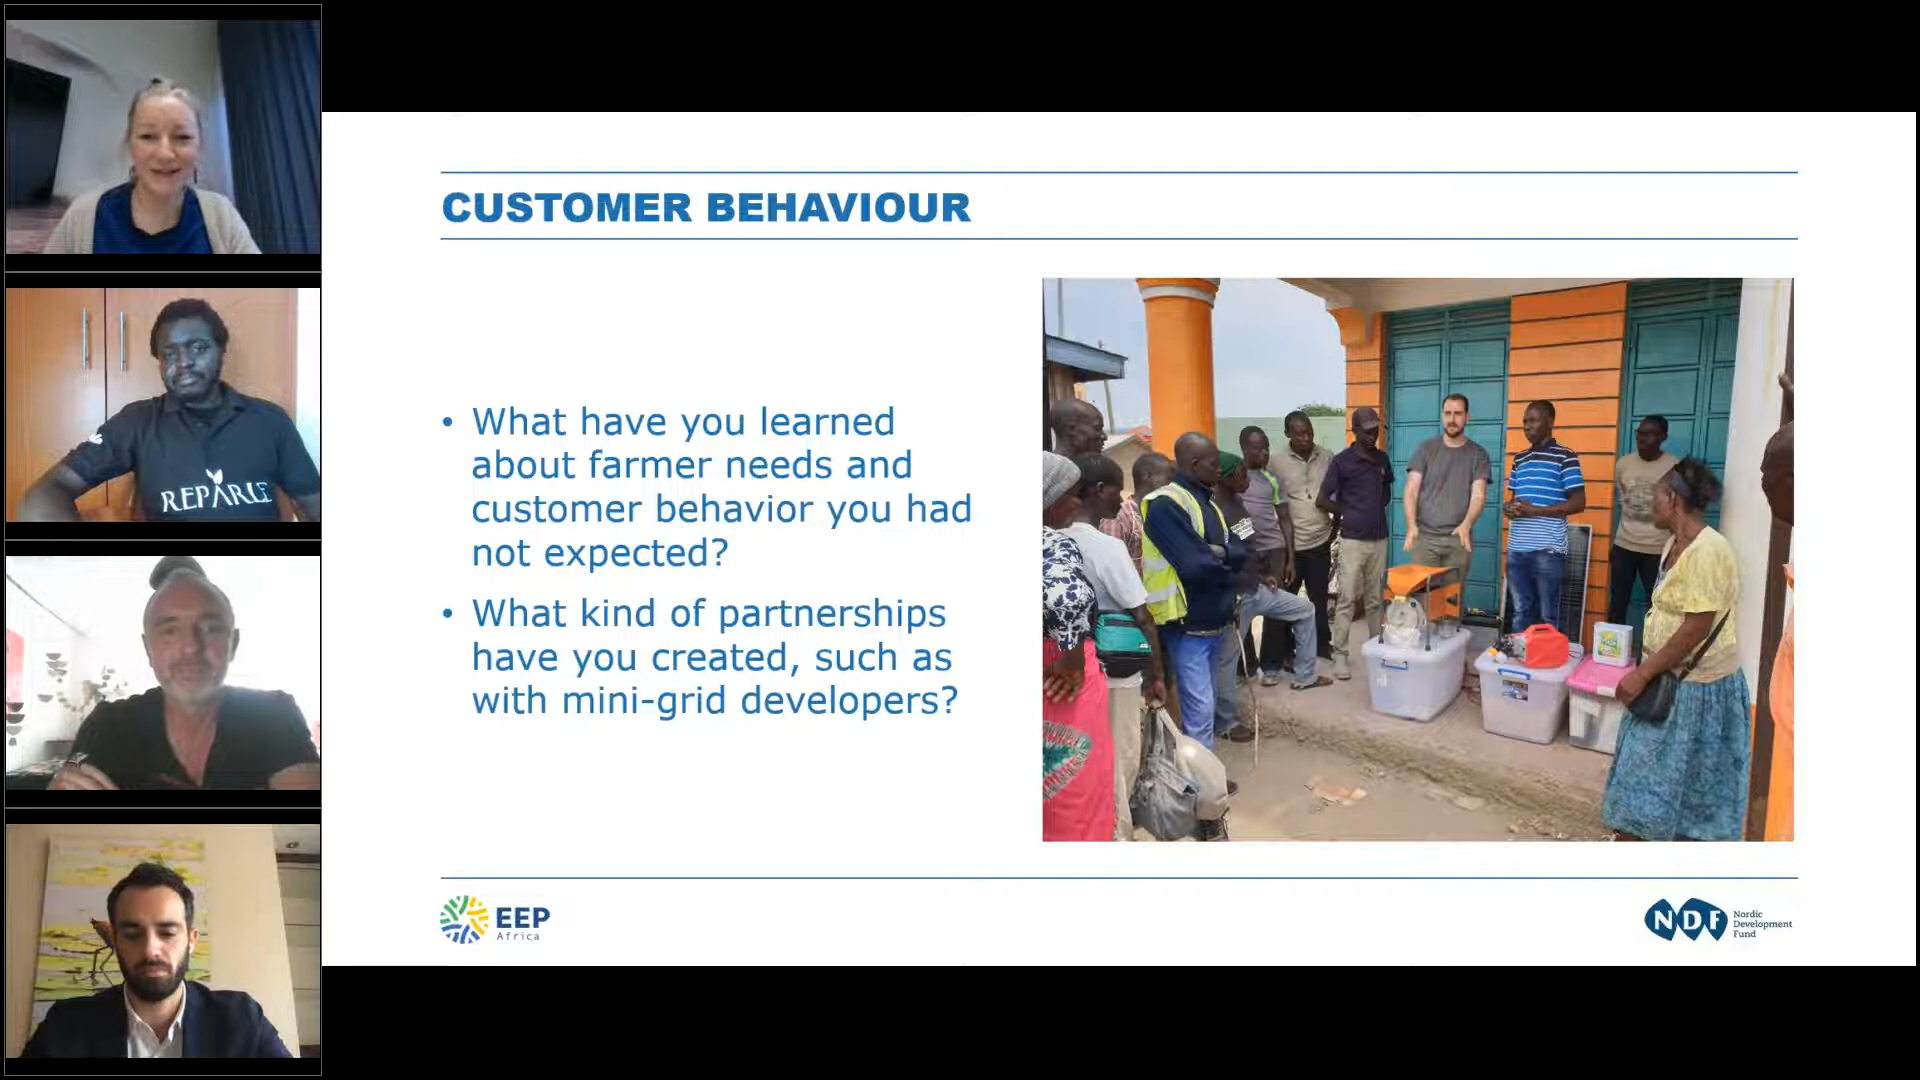 REPARLE
CUSTOMER BEHAVIOUR
• What have you learned
about farmer needs and
customer behavior you had
not expected?
• What kind of partnerships
have you created, such as
with mini-grid developers?
EEP
Africa
NDF
Nordic
Development
Fund